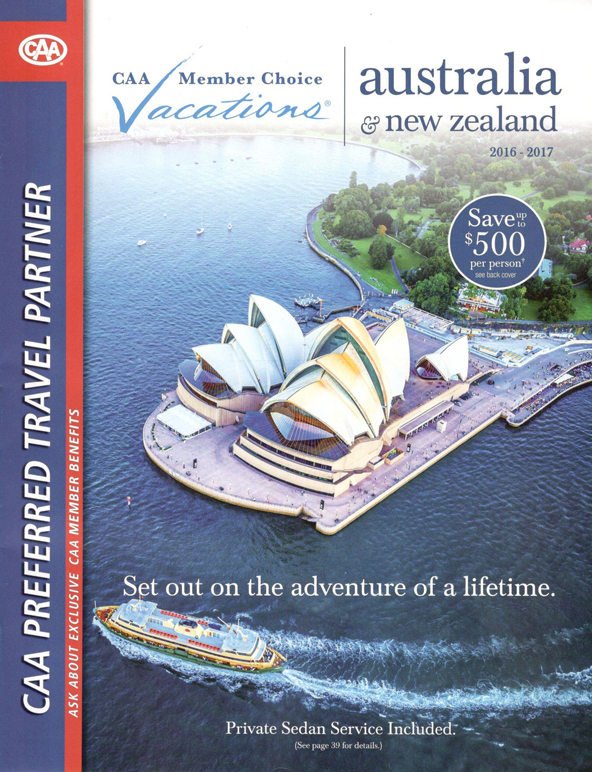 CAA
CAA PREFERRED TRAVEL PARTNER
ASK ABOUT EXCLUSIVE CAA MEMBER BENEFITS
CAA Member Choice
Vacations®
australia
& new zealand
2016 - 2017
Save up to
$500
per person†
see back cover
Set out on the adventure of a lifetime.
Private Sedan Service Included.
(See page 39 for details.)